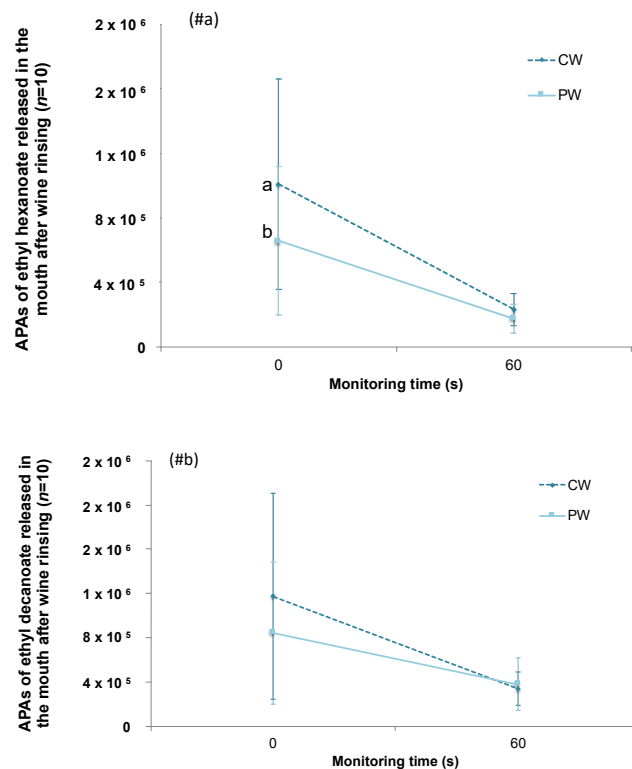 (#a)
APAs of ethyl hexanoate released in the
mouth after wine rinsing (n=10)
2 x 10 6
2 x 10 6
1 x 10 6
8 x 10 5
4 x 10 5
0
a
b
CW
PW
0
60
Monitoring time (s)
(#b)
APAs of ethyl decanoate released in
the mouth after wine rinsing (n=10)
2 x 10 6
2 x 10 6
2 x 10 6
1 x 10 6
8 x 10 5
4 x 10 5
0
CW
PW
0
60
Monitoring time (s)